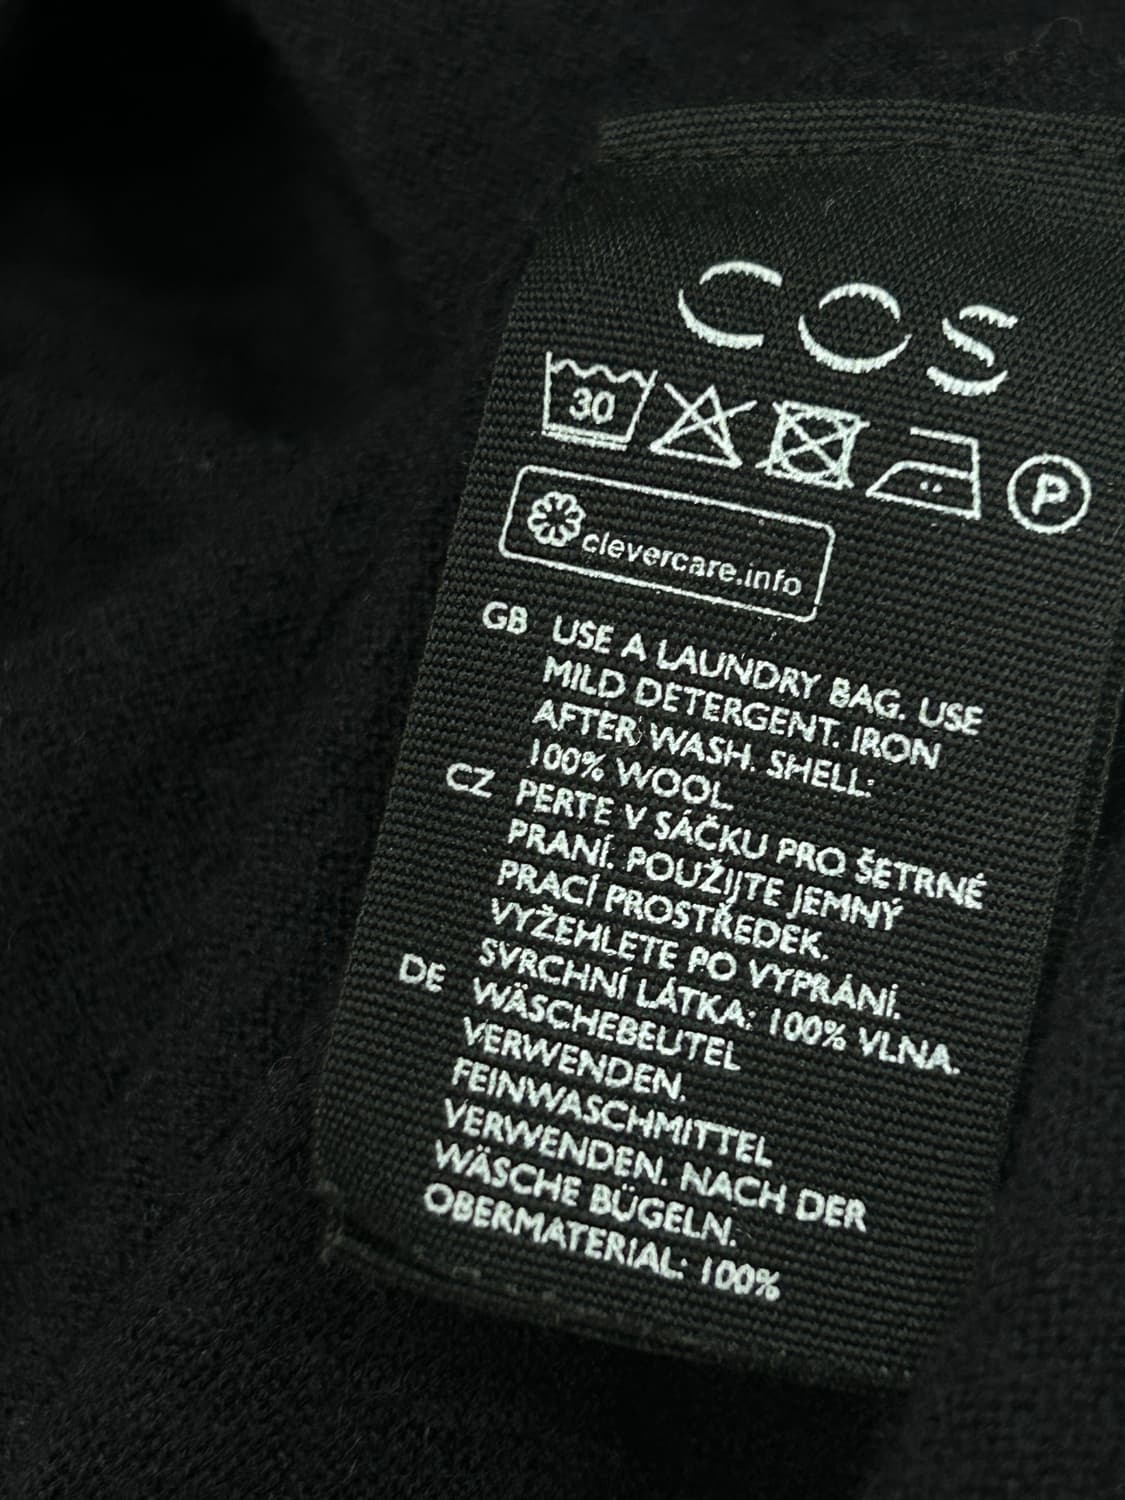 COS
30
P
clevercare.info
GB USE A LAUNDRY BAG. USE
MILD DETERGENT. IRON
AFTER WASH. SHELL:
100% WOOL
CZ PERTE V SÁČKU PRO ŠETRNÉ
PRANÍ. POUŽIJTE JEMNÝ
PRACÍ PROSTŘEDEK.
VYŽEHLETE PO VYPRÁNÍ.
SVRCHNÍ LÁTKA: 100% VLNA.
DE WÄSCHEBEUTEL
VERWENDEN.
FEINWASCHMITTEL
VERWENDEN. NACH DER
WÄSCHE BÜGELN.
OBERMATERIAL: 100%